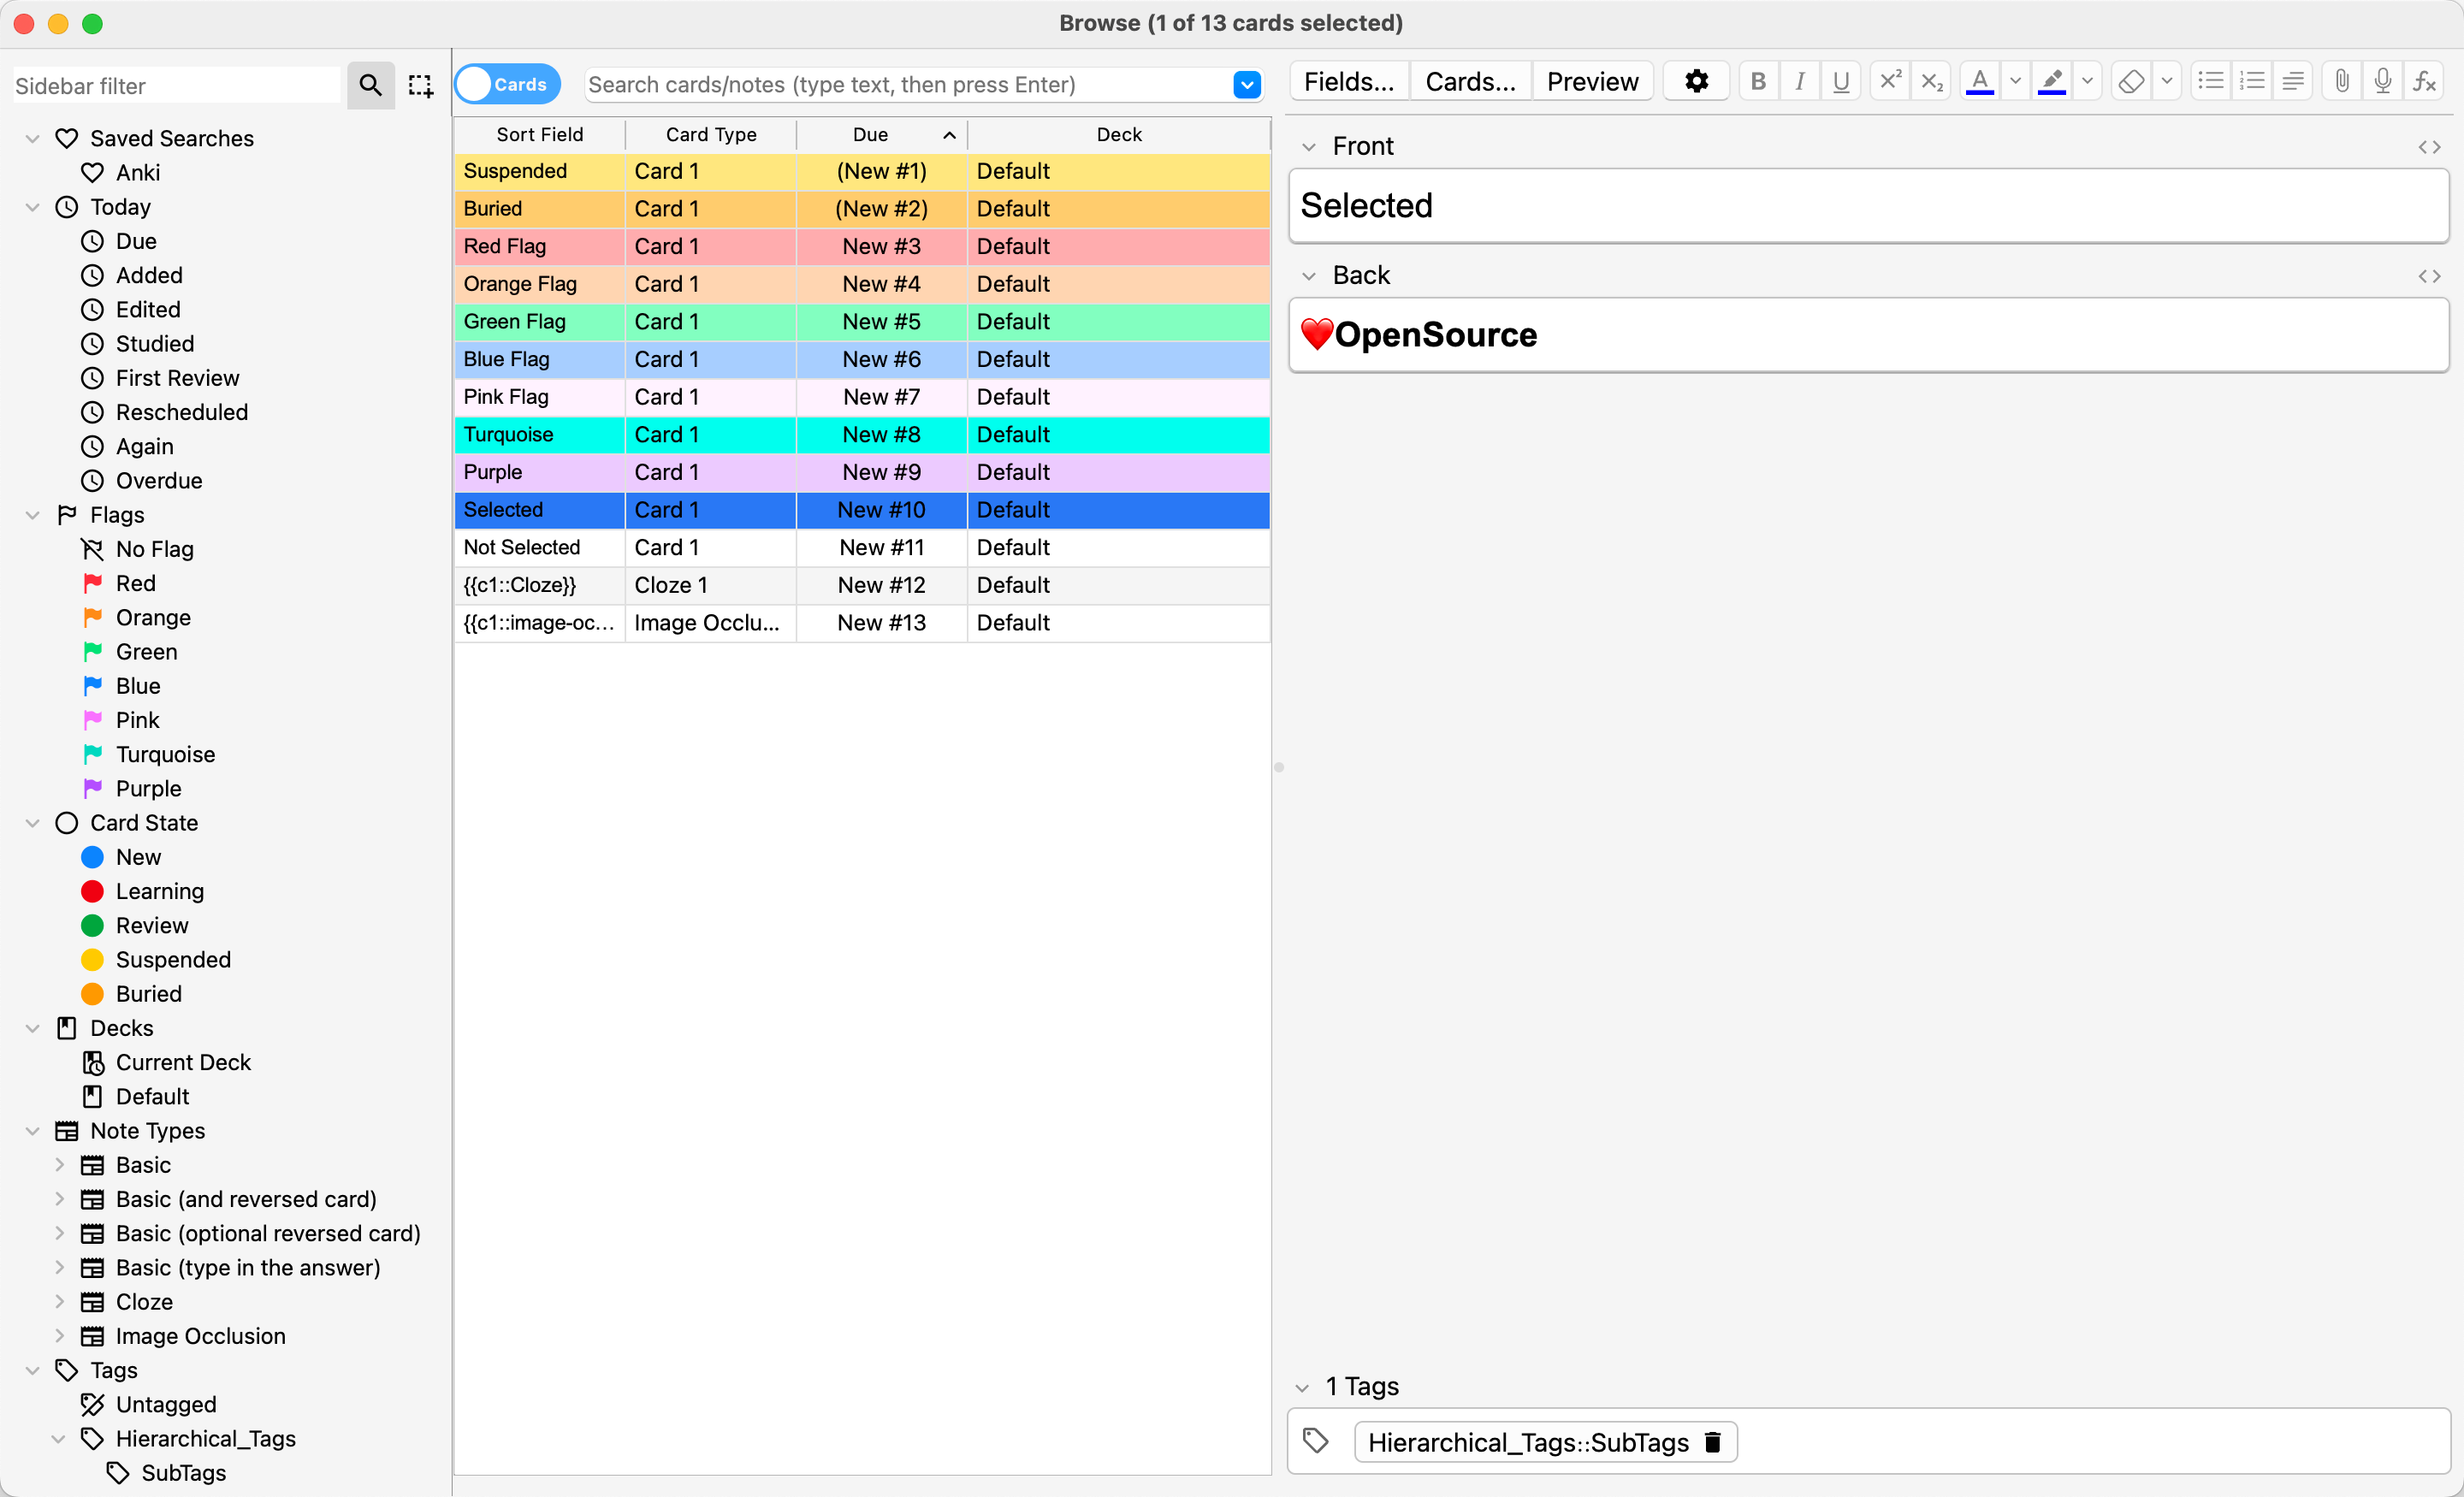 Browse (1 of 13 cards selected)
Sidebar filter
Saved Searches
Anki
Today
Due
Added
Edited
Studied
First Review
Rescheduled
Again
Overdue
Flags
No Flag
Red
Orange
Green
Blue
Pink
Turquoise
Purple
Card State
New
Learning
Review
Suspended
Buried
Decks
Current Deck
Default
Note Types
Basic
Basic (and reversed card)
Basic (optional reversed card)
Basic (type in the answer)
Cloze
Image Occlusion
Tags
Untagged
Hierarchical_Tags
SubTags
Cards Search cards/notes (type text, then press Enter)
Sort Field Card Type Due Deck
Suspended Card 1 (New #1) Default
Buried Card 1 (New #2) Default
Red Flag Card 1 New #3 Default
Orange Flag Card 1 New #4 Default
Green Flag Card 1 New #5 Default
Blue Flag Card 1 New #6 Default
Pink Flag Card 1 New #7 Default
Turquoise Card 1 New #8 Default
Purple Card 1 New #9 Default
Selected Card 1 New #10 Default
Not Selected Card 1 New #11 Default
{{c1::Cloze}} Cloze 1 New #12 Default
{{c1::image-oc... Image Occlu... New #13 Default
Fields... Cards... Preview B I U x² x₂ A fx
Front
Selected
Back
❤️OpenSource
1 Tags
Hierarchical_Tags::SubTags